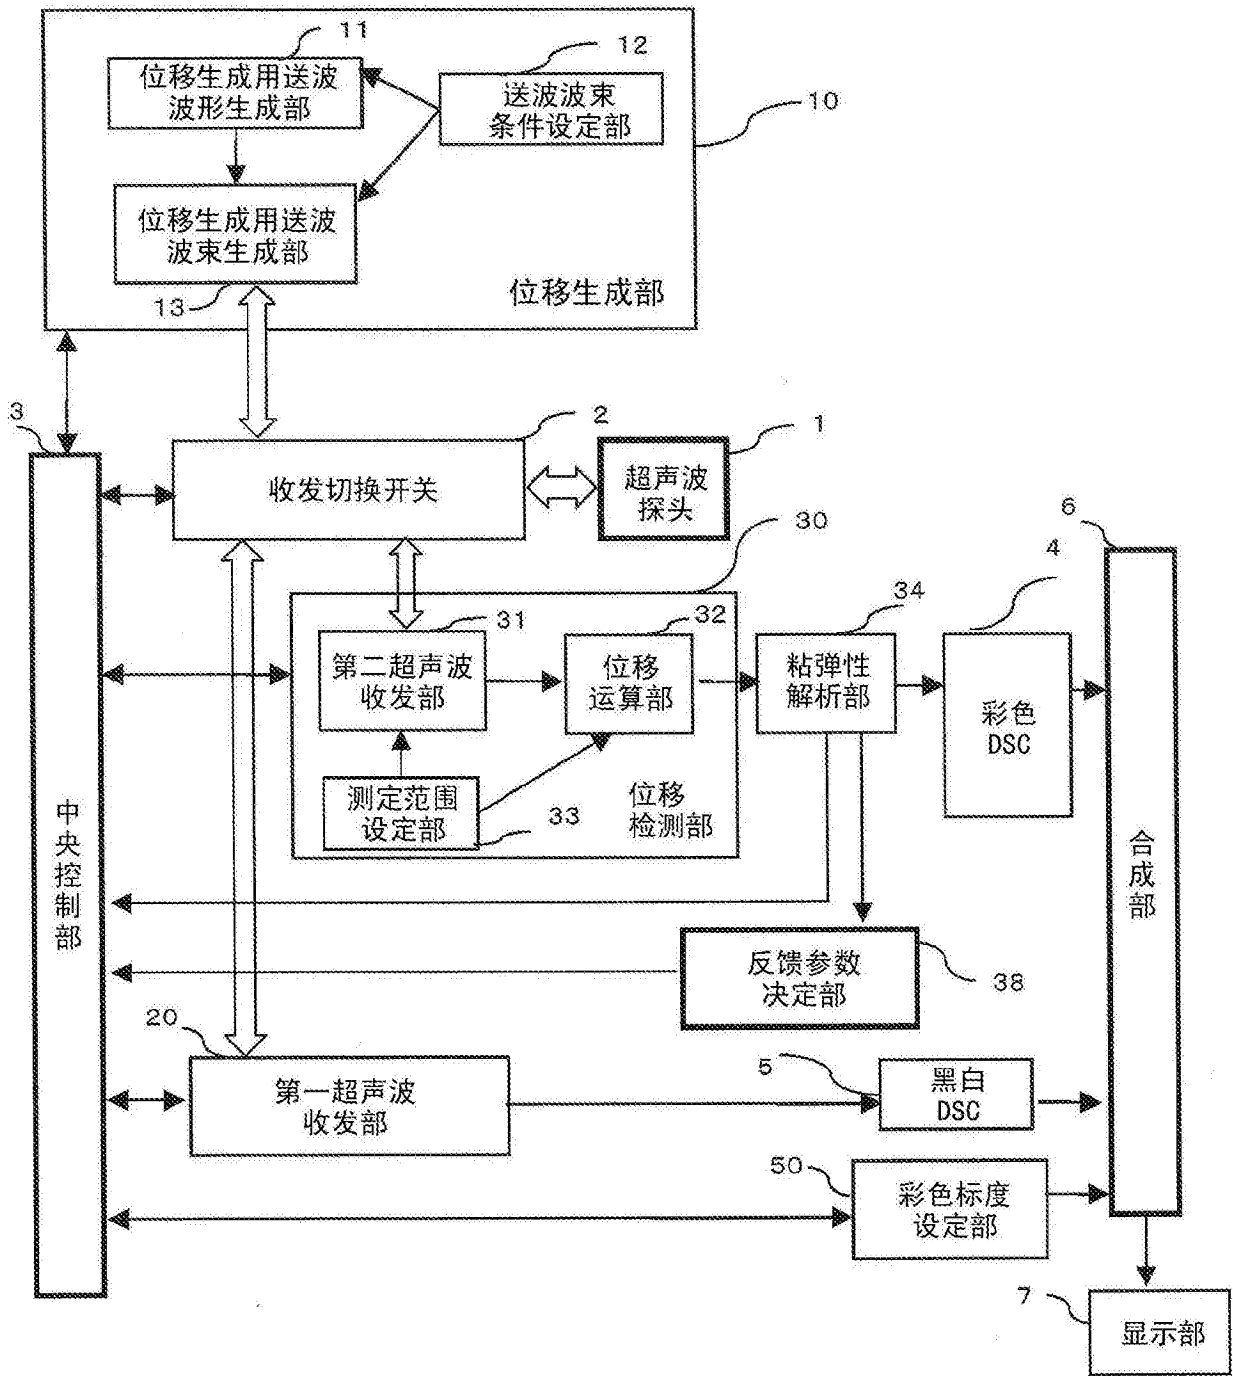 11
位移生成用送波
波形生成部
12
送波波束
条件设定部
10
位移生成用送波
波束生成部
13
位移生成部
3
2
1
收发切换开关
超声波
探头
30
6
4
31
32
34
第二超声波
收发部
位移
运算部
粘弹性
解析部
彩色
DSC
测定范围
设定部
33
位移
检测部
中央控制部
合成部
反馈参数
决定部
38
20
第一超声波
收发部
5
黑白
DSC
50
彩色标度
设定部
7
显示部